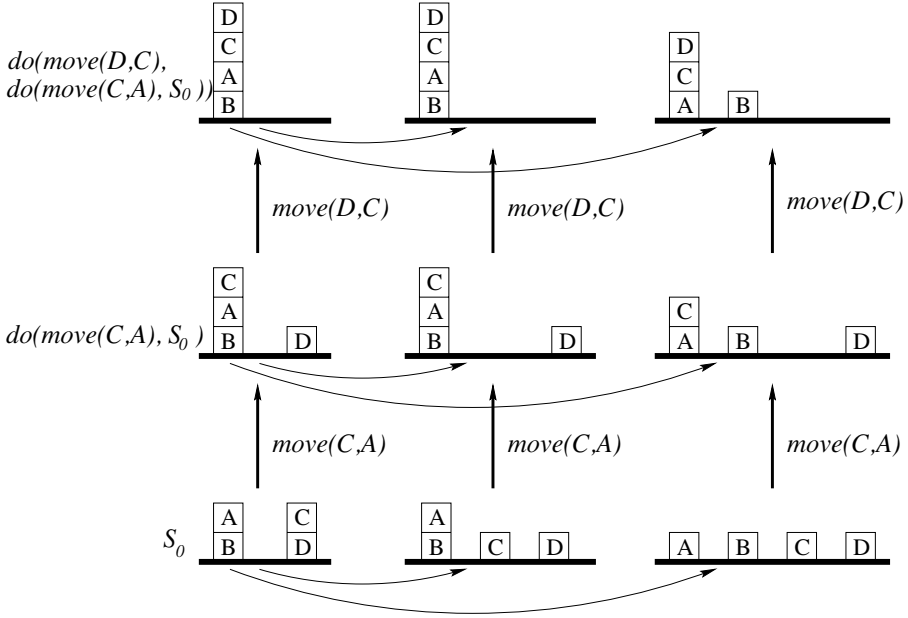 D D
C C D
do(move(D,C), A A C
do(move(C,A), S0 )) B B A B
move(D,C) move(D,C) move(D,C)
C C
A A C
do(move(C,A), S0 ) B D B D A B D
move(C,A) move(C,A) move(C,A)
A C A
S0 B D B C D A B C D